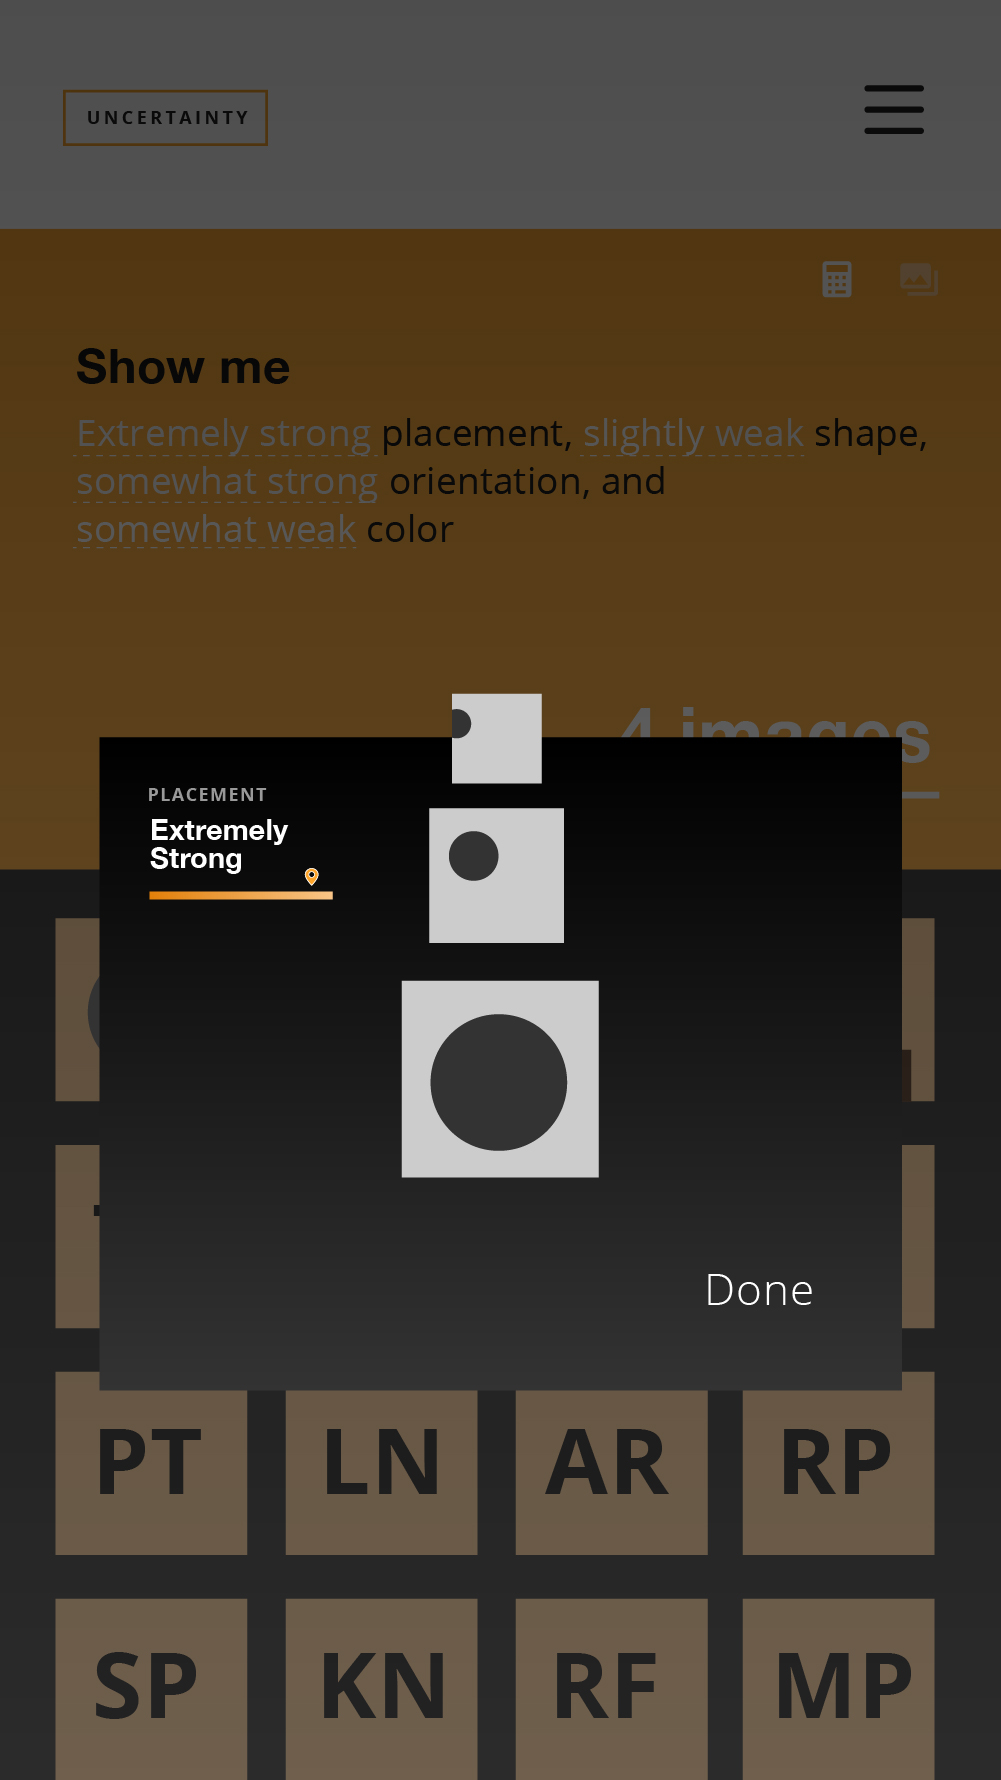 UNCERTAINTY
Show me
Extremely strong placement, slightly weak shape,
somewhat strong orientation, and
somewhat weak color
4 images
PLACEMENT
Extremely
Strong
Done
PT LN AR RP
SP KN RF MP